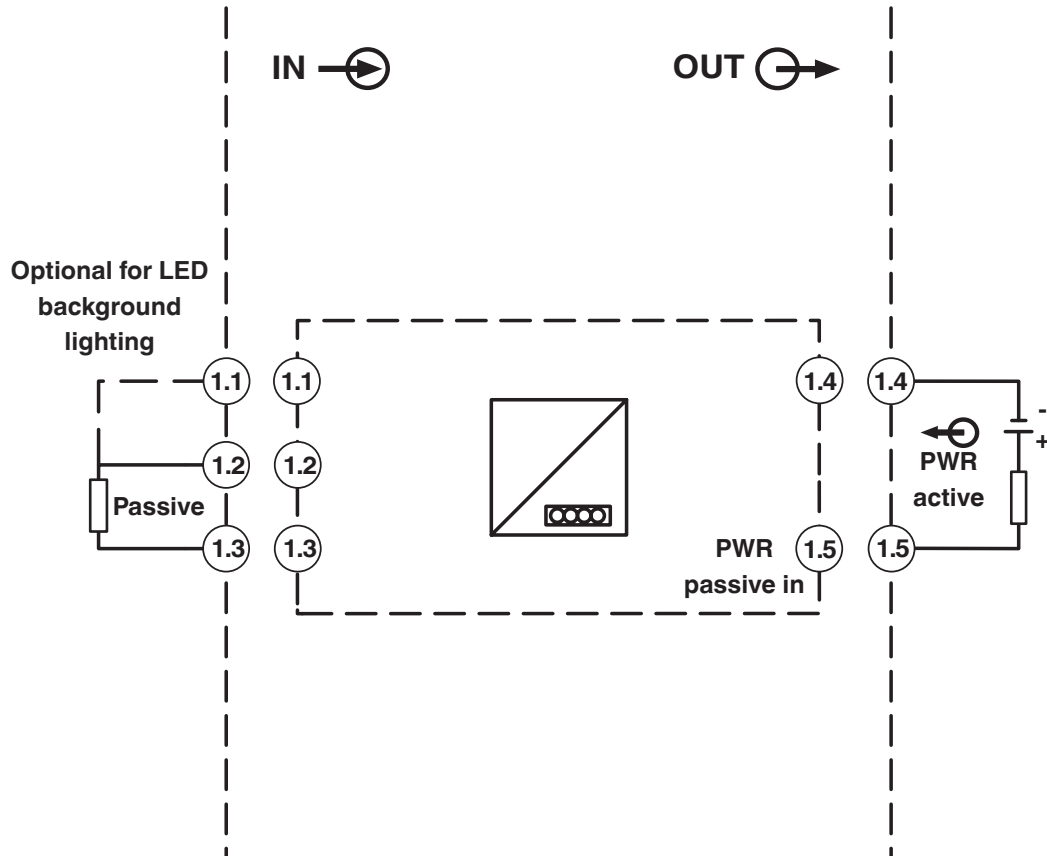 IN
OUT
Optional for LED
background
lighting
1.1
1.1
1.4
1.4
-
+
PWR
active
1.2
1.2
Passive
1.3
1.3
PWR
passive in
1.5
1.5